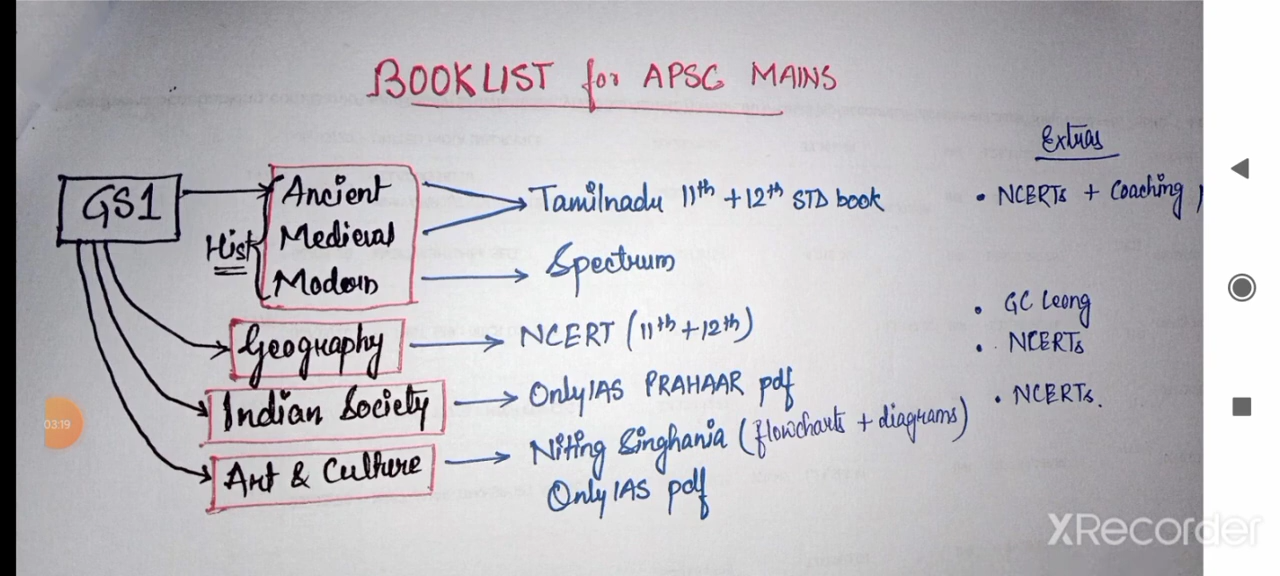 BOOKLIST for APSC MAINS
Extras
GS1
Hist
Ancient
Medieval
Modern
Tamilnadu 11th + 12th STD book
• NCERTs + Coaching
Spectrum
Geography
NCERT (11th + 12th)
• GC Leong
• NCERTs
Indian Society
OnlyIAS PRAHAAR pdf
• NCERTs.
Art & Culture
Niting Singhania (flowcharts + diagrams)
OnlyIAS pdf
03:19
XRecorder